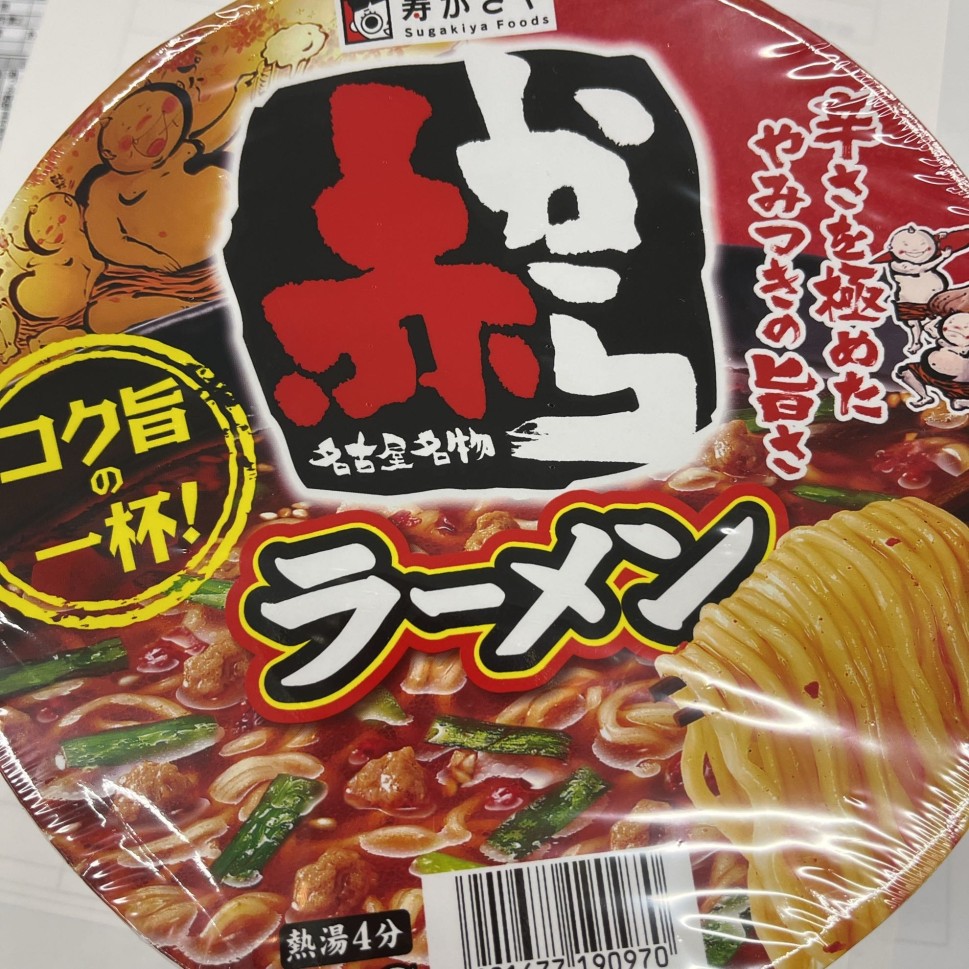 寿がきや
Sugakiya Foods
赤から
名古屋名物
辛さを極めた
やみつきの旨さ
コク旨
の
一杯!
ラーメン
熱湯4分
190970